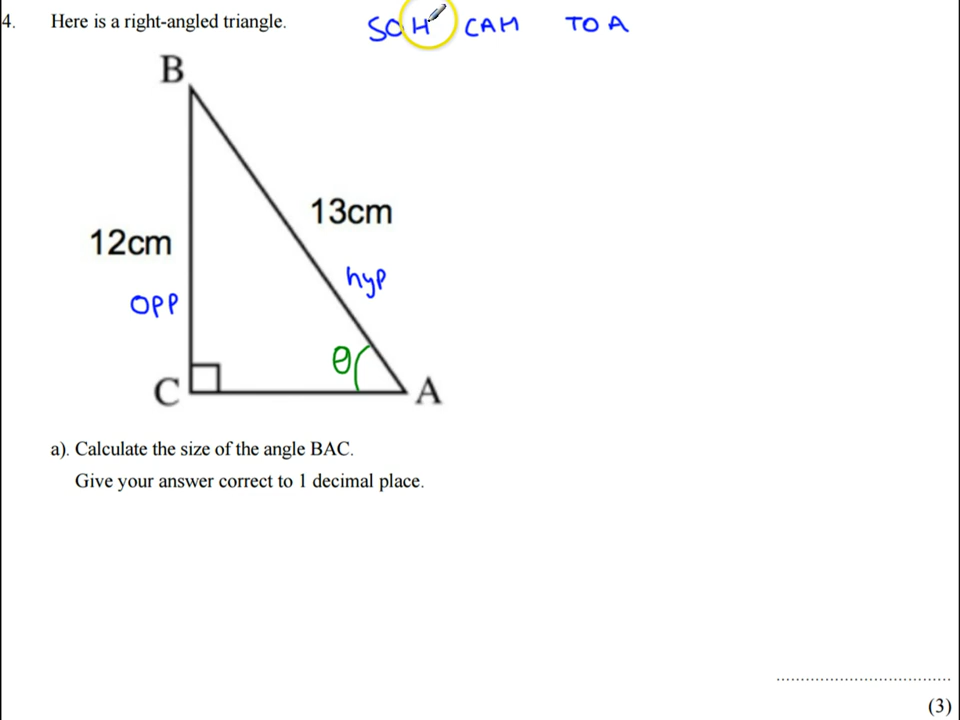 4. Here is a right-angled triangle. SOH CAH TOA
B
13cm
12cm
hyp
OPP
θ
C
A
a). Calculate the size of the angle BAC.
Give your answer correct to 1 decimal place.
(3)